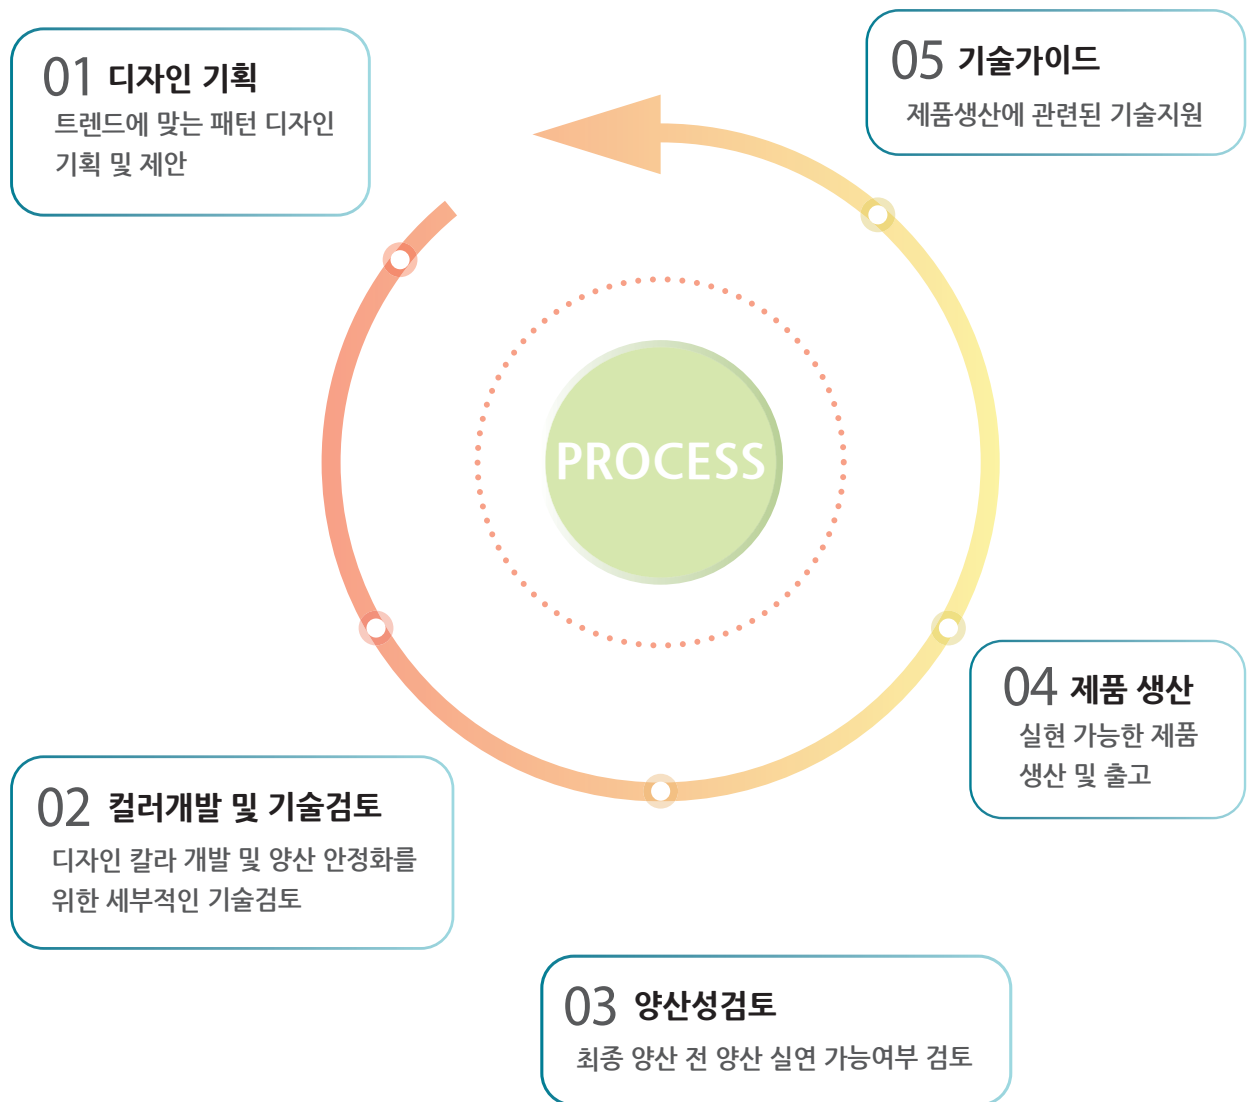 01 디자인 기획
트렌드에 맞는 패턴 디자인
기획 및 제안
02 컬러개발 및 기술검토
디자인 칼라 개발 및 양산 안정화를
위한 세부적인 기술검토
03 양산성검토
최종 양산 전 양산 실연 가능여부 검토
04 제품 생산
실현 가능한 제품
생산 및 출고
05 기술가이드
제품생산에 관련된 기술지원
PROCESS